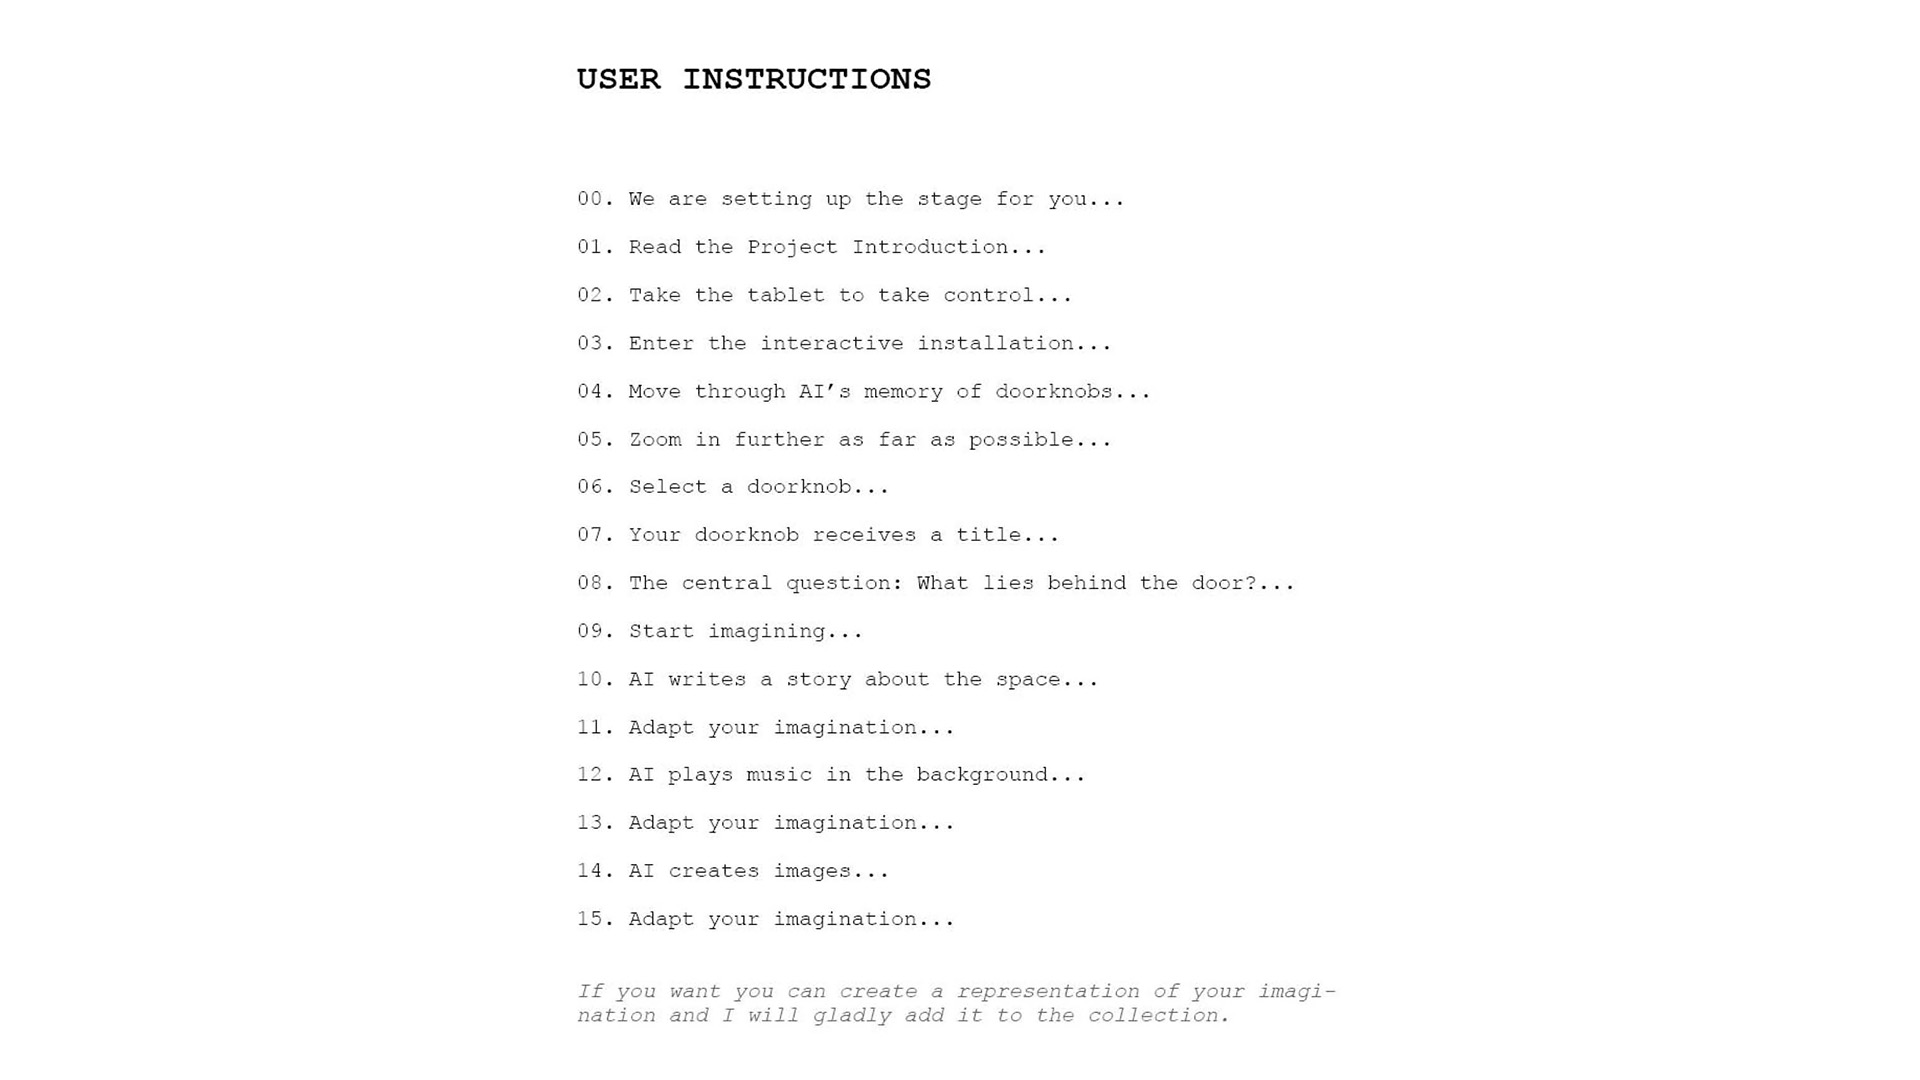 USER INSTRUCTIONS
00. We are setting up the stage for you...
01. Read the Project Introduction...
02. Take the tablet to take control...
03. Enter the interactive installation...
04. Move through AI’s memory of doorknobs...
05. Zoom in further as far as possible...
06. Select a doorknob...
07. Your doorknob receives a title...
08. The central question: What lies behind the door?...
09. Start imagining...
10. AI writes a story about the space...
11. Adapt your imagination...
12. AI plays music in the background...
13. Adapt your imagination...
14. AI creates images...
15. Adapt your imagination...
If you want you can create a representation of your imagi-
nation and I will gladly add it to the collection.